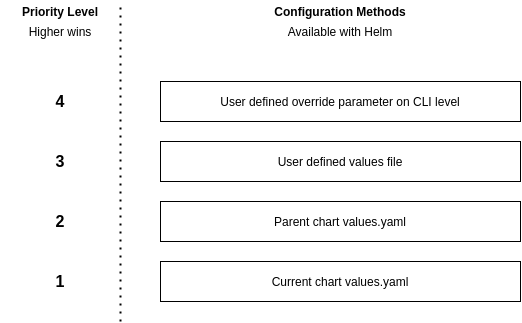 Priority Level
Higher wins
Configuration Methods
Available with Helm
4
User defined override parameter on CLI level
3
User defined values file
2
Parent chart values.yaml
1
Current chart values.yaml